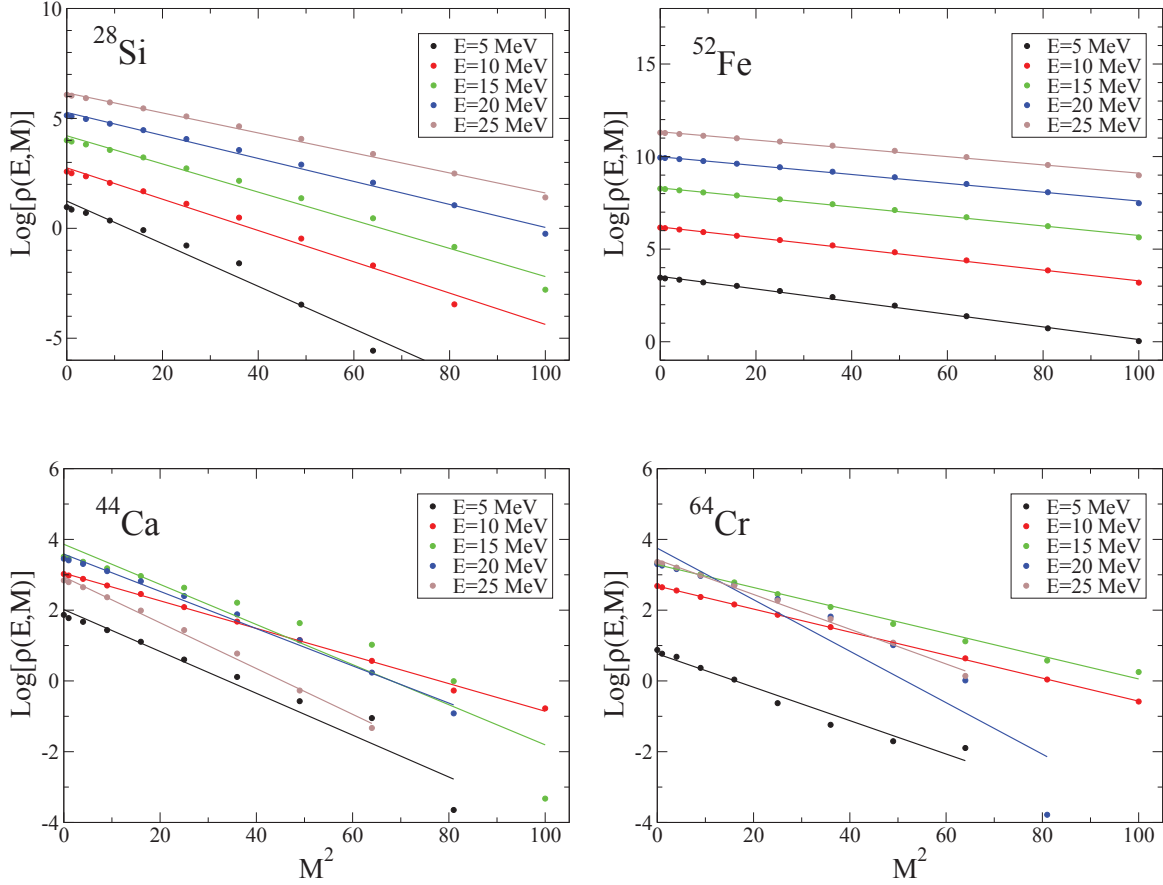 28Si
E=5 MeV
E=10 MeV
E=15 MeV
E=20 MeV
E=25 MeV
Log[ρ(E,M)]
10
5
0
-5
0 20 40 60 80 100
52Fe
E=5 MeV
E=10 MeV
E=15 MeV
E=20 MeV
E=25 MeV
Log[ρ(E,M)]
15
10
5
0
0 20 40 60 80 100
44Ca
E=5 MeV
E=10 MeV
E=15 MeV
E=20 MeV
E=25 MeV
Log[ρ(E,M)]
6
4
2
0
-2
-4
0 20 40 60 80 100
M2
64Cr
E=5 MeV
E=10 MeV
E=15 MeV
E=20 MeV
E=25 MeV
Log[ρ(E,M)]
6
4
2
0
-2
-4
0 20 40 60 80 100
M2